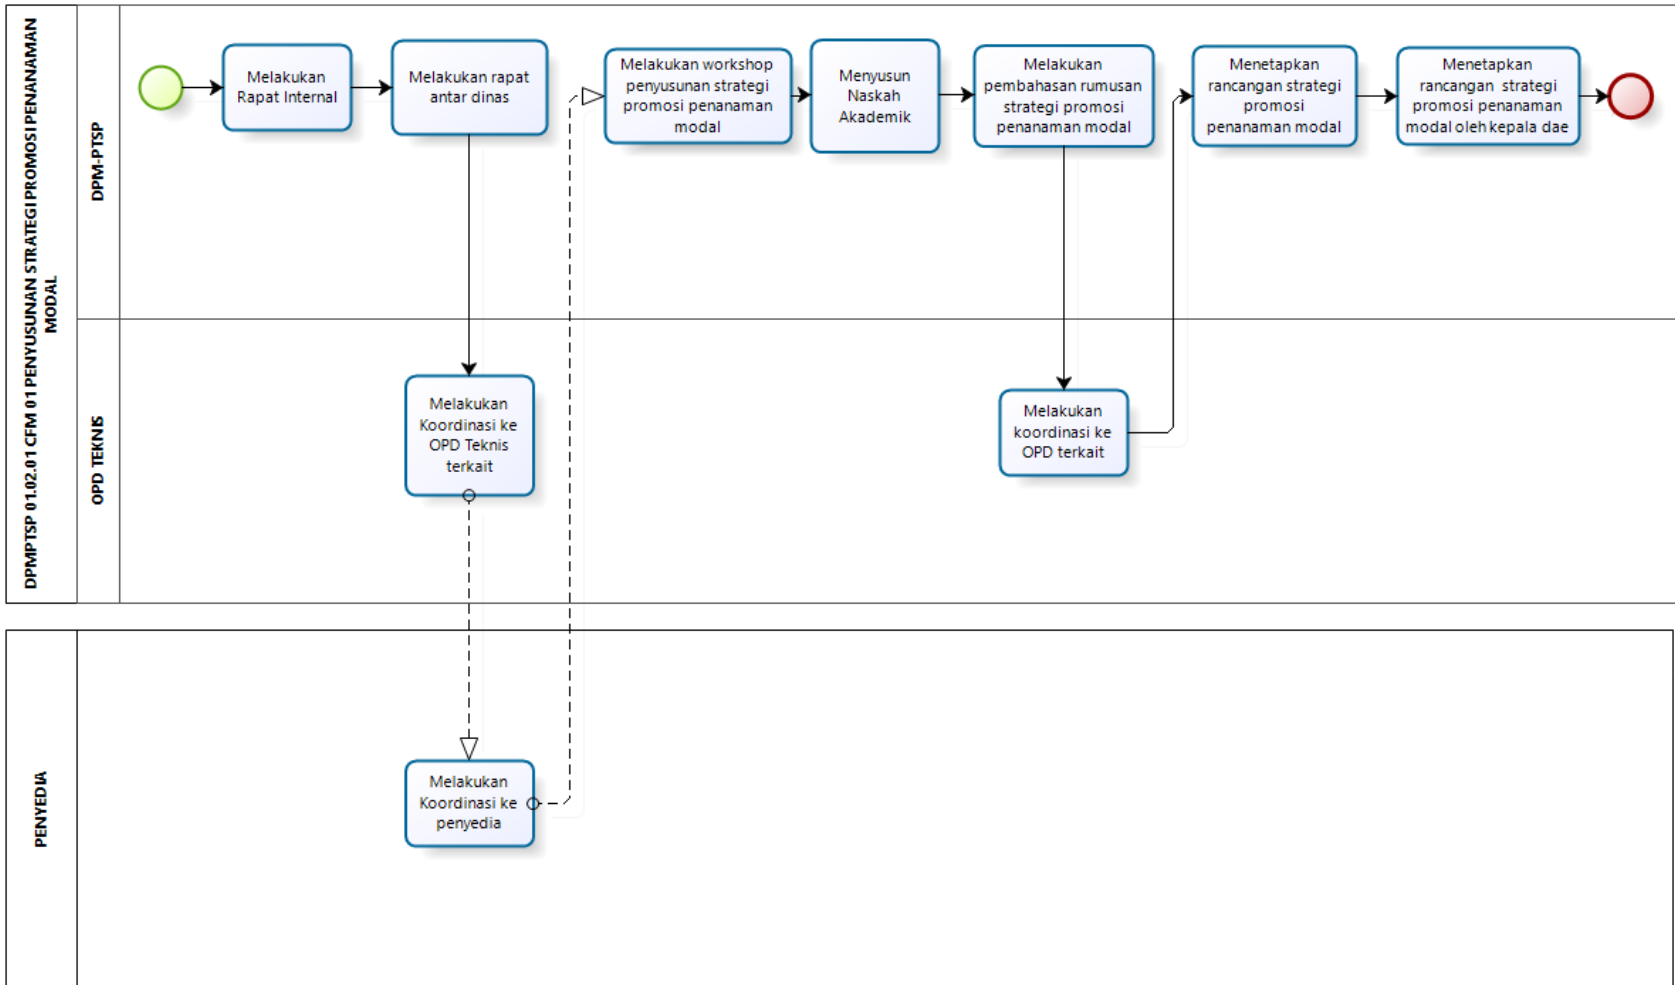 DPMPTSP 01.02.01 CFM 01 PENYUSUNAN STRATEGI PROMOSI PENANAMAN
MODAL
DPM-PTSP
Melakukan
Rapat Internal
Melakukan rapat
antar dinas
Melakukan workshop
penyusunan strategi
promosi penanaman
modal
Menyusun
Naskah
Akademik
Melakukan
pembahasan rumusan
strategi promosi
penanaman modal
Menetapkan
rancangan strategi
promosi
penanaman modal
Menetapkan
rancangan strategi
promosi penanaman
modal oleh kepala dae
OPD TEKNIS
Melakukan
Koordinasi ke
OPD Teknis
terkait
Melakukan
koordinasi ke
OPD terkait
PENYEDIA
Melakukan
Koordinasi ke
penyedia